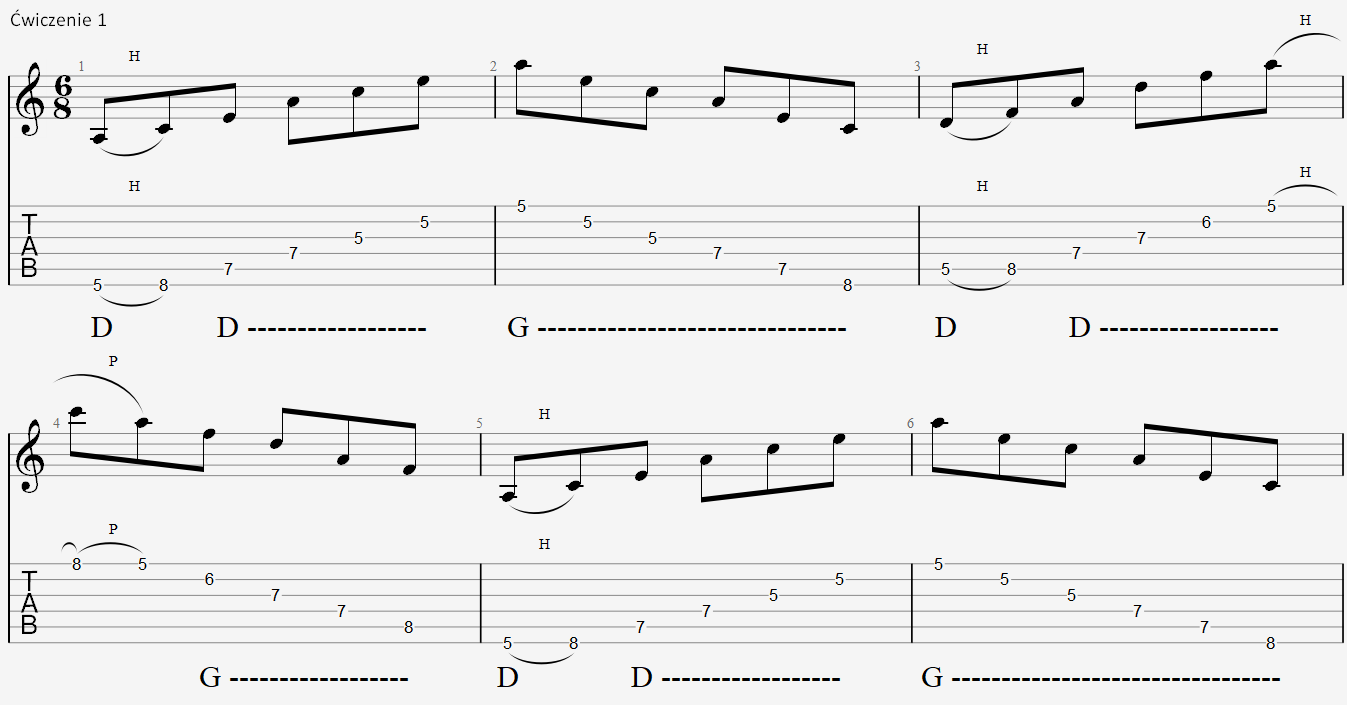 Ćwiczenie 1
H
H
H
1
2
3
6
8
H
H
H
T
A
B
5
8
7
7
5
5
5
5
5
7
7
8
5
8
7
7
6
5
D
D ------------------
G -------------------------------
D
D ------------------
P
H
4
5
6
P
H
T
A
B
8
5
6
7
7
8
5
8
7
7
5
5
5
5
5
7
7
8
G ------------------
D
D ------------------
G ---------------------------------